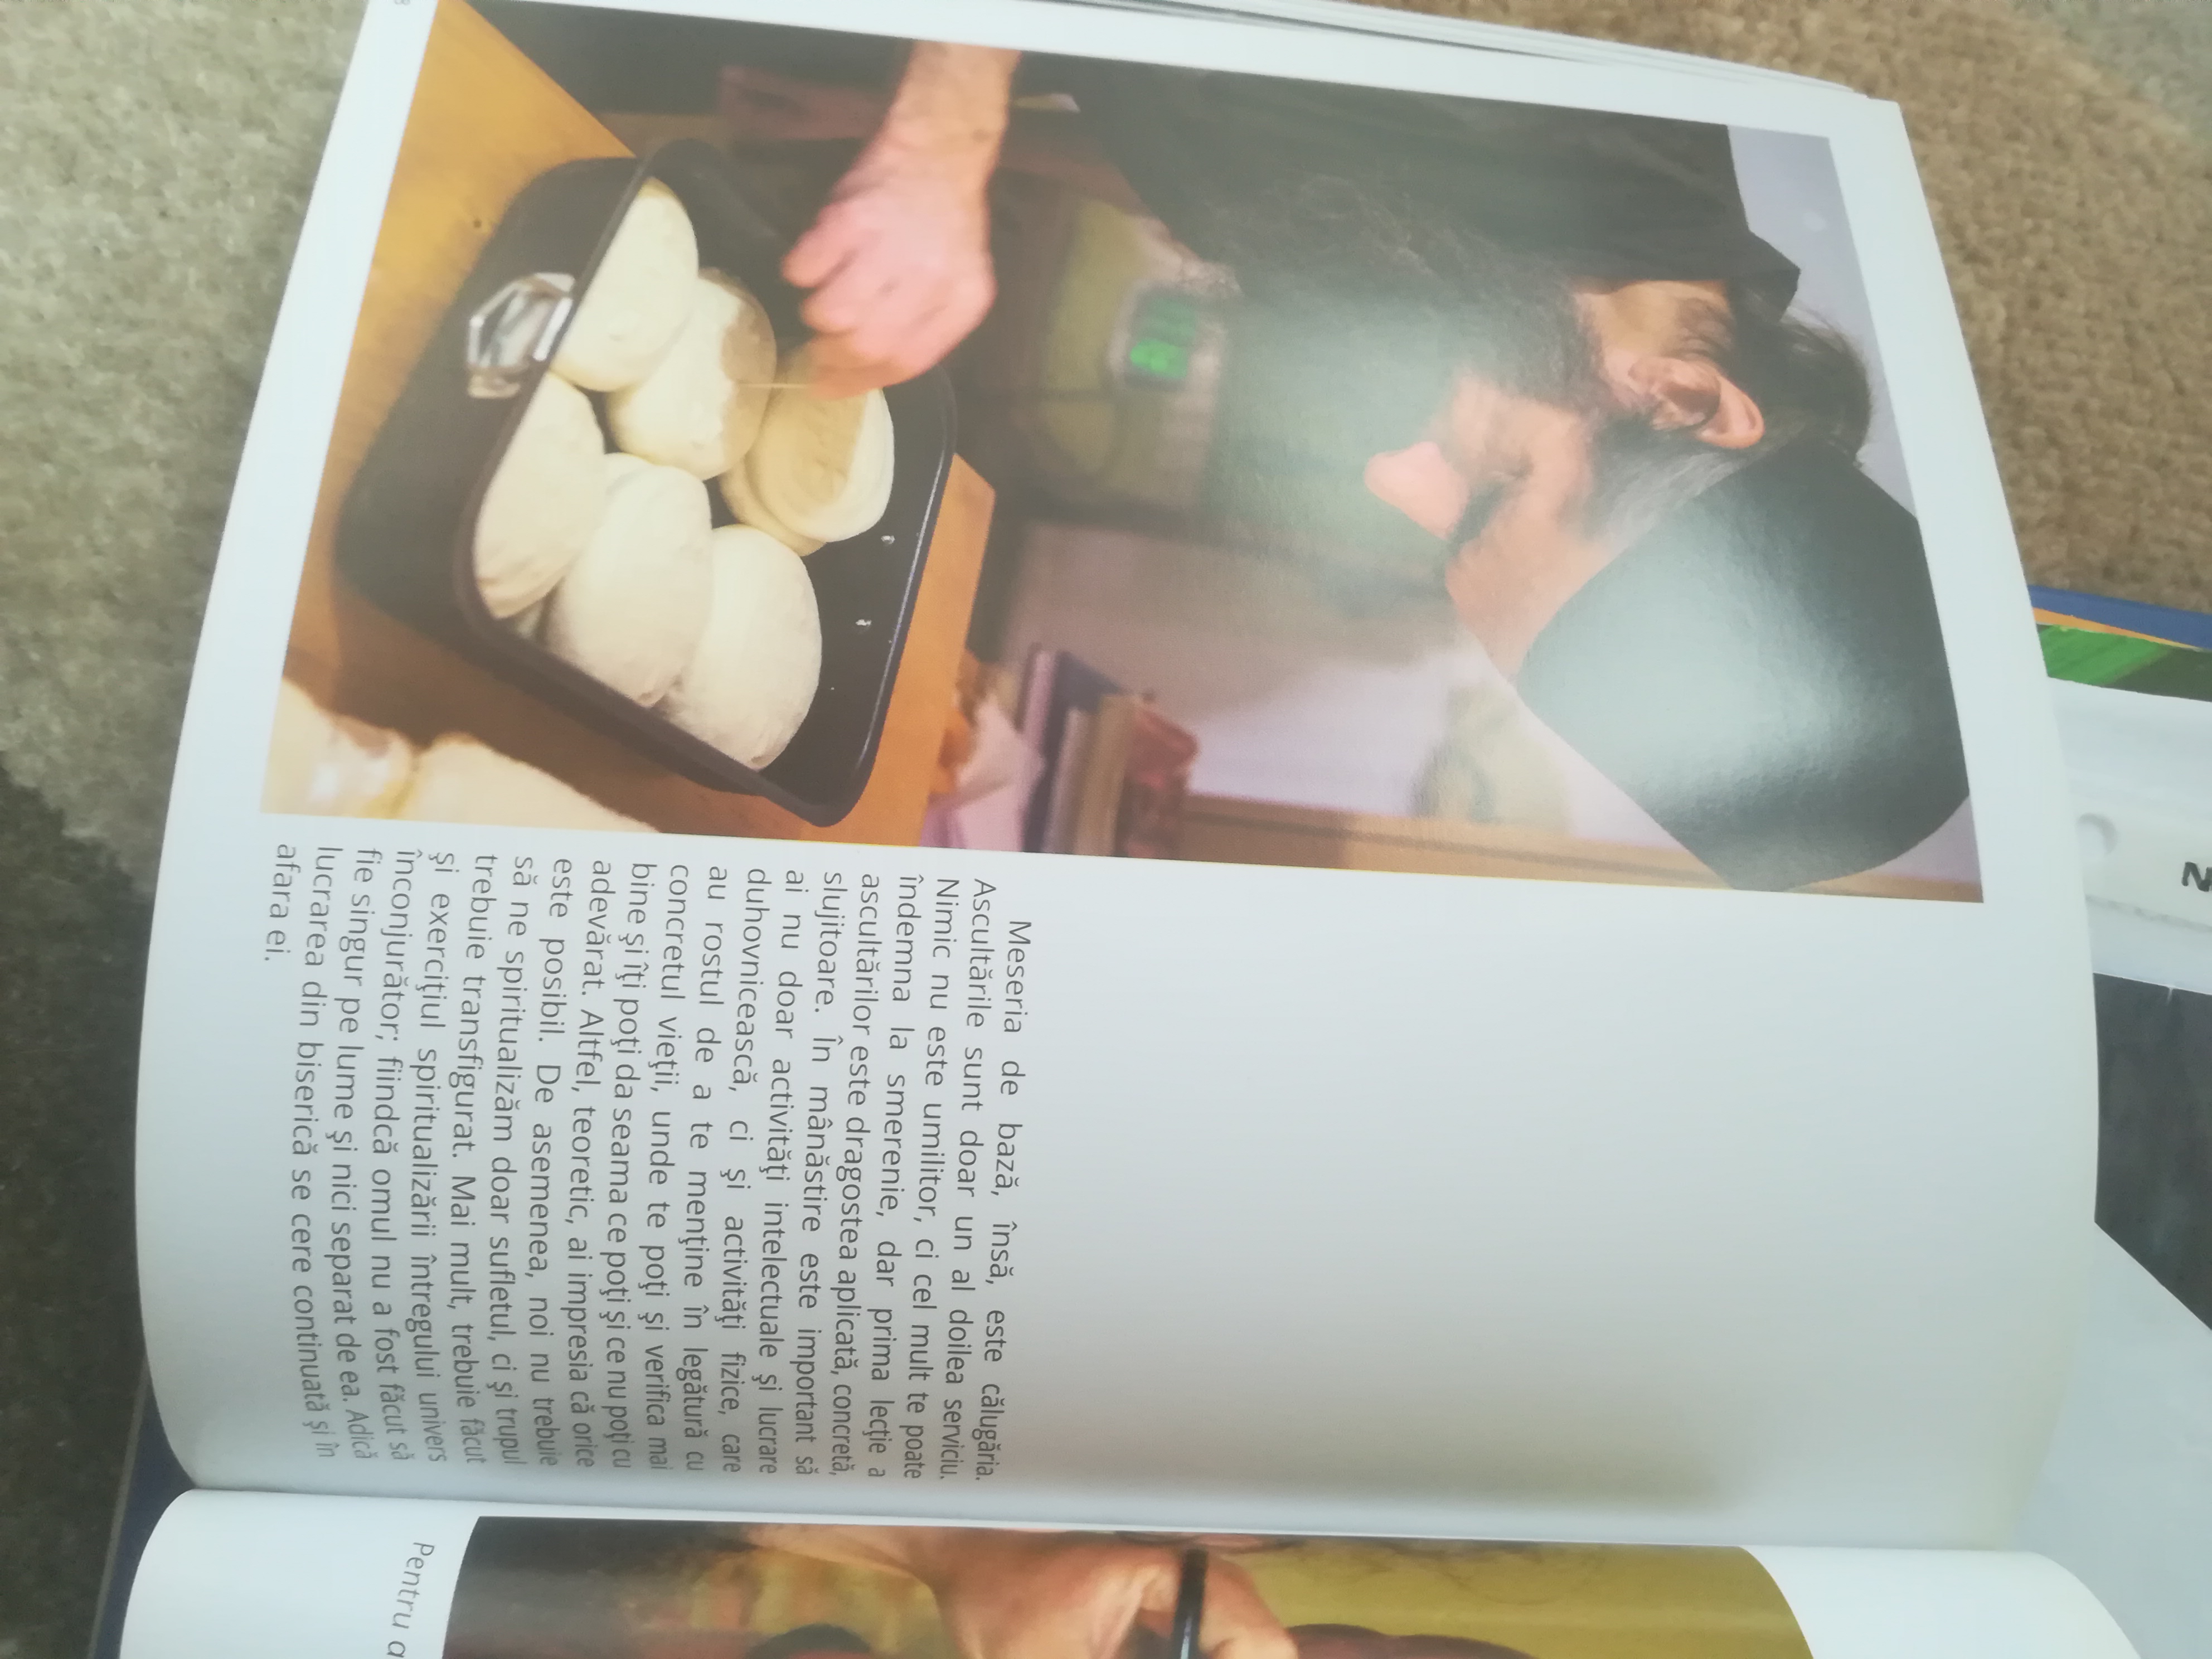 N
Meseria de bază, însă, este călugăria.
Ascultările sunt doar un al doilea serviciu.
Nimic nu este umilitor, ci cel mult te poate
îndemna la smerenie, dar prima lecţie a
ascultărilor este dragostea aplicată, concretă,
slujitoare. În mânăstire este important să
ai nu doar activităţi intelectuale şi lucrare
duhovnicească, ci şi activităţi fizice, care
au rostul de a te menţine în legătură cu
concretul vieţii, unde te poţi şi verifica mai
bine şi îţi poţi da seama ce poţi şi ce nu poţi cu
adevărat. Altfel, teoretic, ai impresia că orice
este posibil. De asemenea, noi nu trebuie
să ne spiritualizăm doar sufletul, ci şi trupul
trebuie transfigurat. Mai mult, trebuie făcut
şi exerciţiul spiritualizării întregului univers
înconjurător; fiindcă omul nu a fost făcut să
fie singur pe lume şi nici separat de ea. Adică
lucrarea din biserică se cere continuată şi în
afara ei.
8
Pentru a